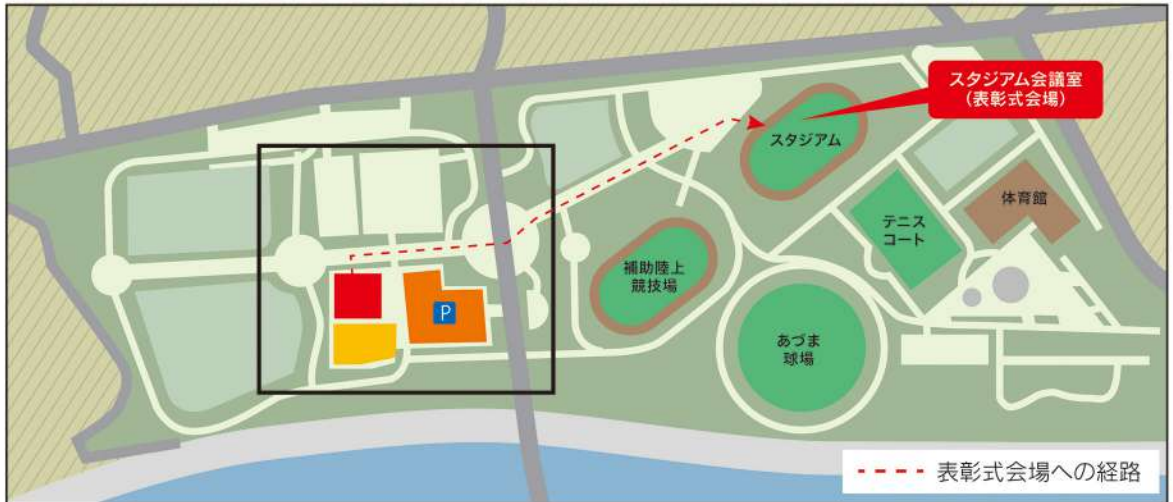 スタジアム会議室
(表彰式会場)
スタジアム
体育館
テニス
コート
補助陸上
競技場
P
あづま
球場
表彰式会場への経路